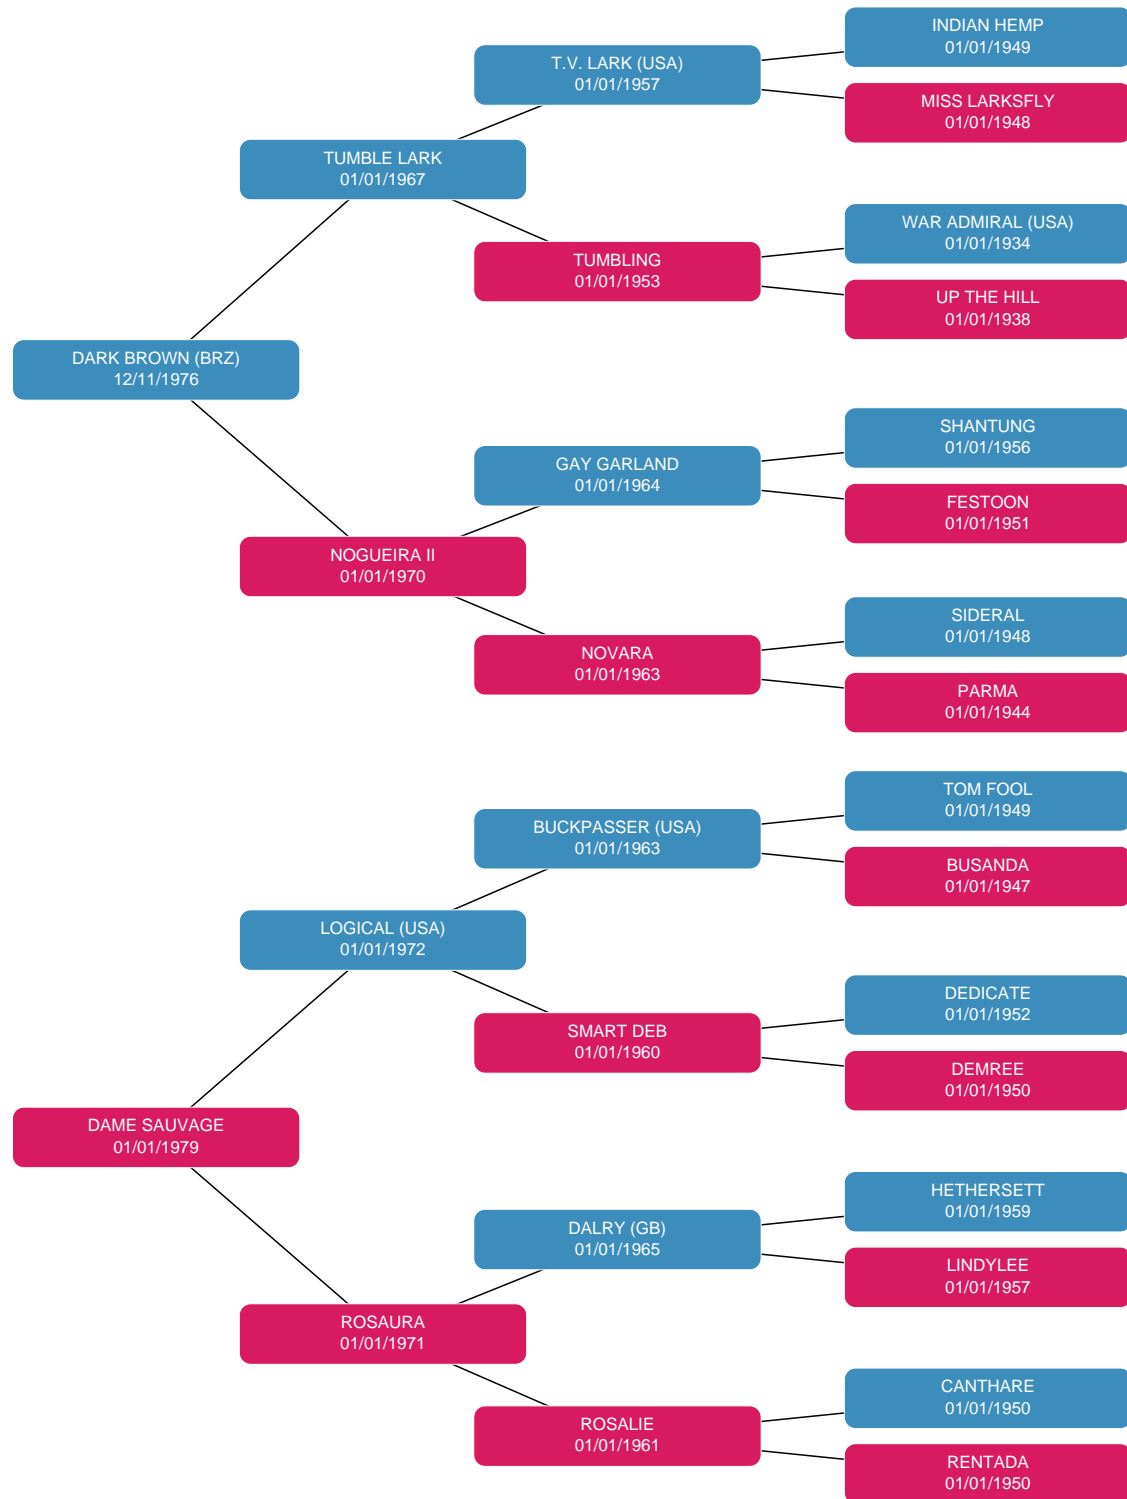 INDIAN HEMP
01/01/1949
T.V. LARK (USA)
01/01/1957
MISS LARKSFLY
01/01/1948
TUMBLE LARK
01/01/1967
WAR ADMIRAL (USA)
01/01/1934
TUMBLING
01/01/1953
UP THE HILL
01/01/1938
DARK BROWN (BRZ)
12/11/1976
SHANTUNG
01/01/1956
GAY GARLAND
01/01/1964
FESTOON
01/01/1951
NOGUEIRA II
01/01/1970
SIDERAL
01/01/1948
NOVARA
01/01/1963
PARMA
01/01/1944
TOM FOOL
01/01/1949
BUCKPASSER (USA)
01/01/1963
BUSANDA
01/01/1947
LOGICAL (USA)
01/01/1972
DEDICATE
01/01/1952
SMART DEB
01/01/1960
DEMREE
01/01/1950
DAME SAUVAGE
01/01/1979
HETHERSETT
01/01/1959
DALRY (GB)
01/01/1965
LINDYLEE
01/01/1957
ROSAURA
01/01/1971
CANTHARE
01/01/1950
ROSALIE
01/01/1961
RENTADA
01/01/1950